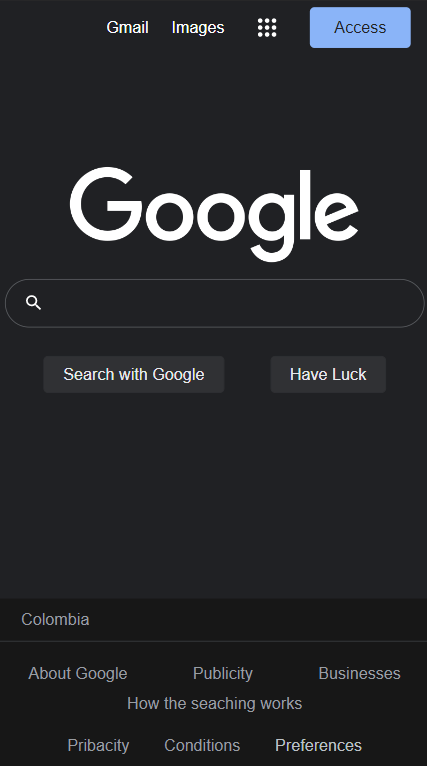 Gmail Images Access
Google
Search with Google Have Luck
Colombia
About Google Publicity Businesses
How the seaching works
Pribacity Conditions Preferences